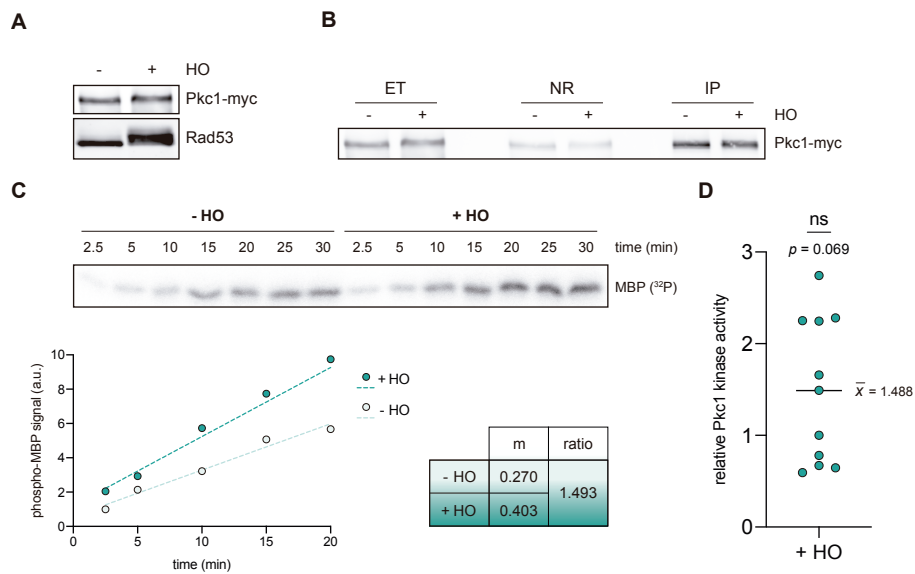 A
- + HO
Pkc1-myc
Rad53
B
ET NR IP
- + - + - + HO
Pkc1-myc
C
- HO + HO
2.5 5 10 15 20 25 30 2.5 5 10 15 20 25 30 time (min)
MBP (³²P)
phospho-MBP signal (a.u.)
10
8
6
4
2
0
0 5 10 15 20
time (min)
+ HO
- HO
m ratio
- HO 0.270 1.493
+ HO 0.403
D
ns
p = 0.069
relative Pkc1 kinase activity
3
2
1
0
x̅ = 1.488
+ HO